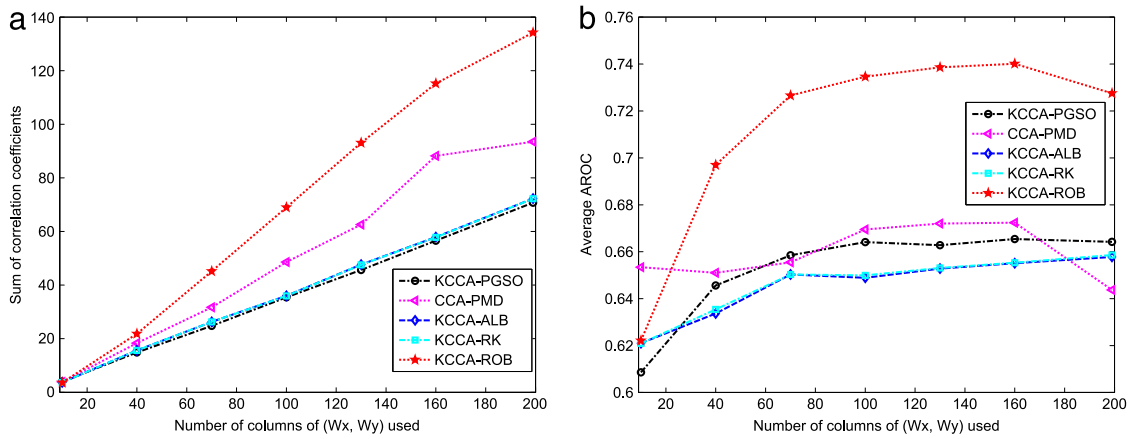 a
140
120
100
80
60
40
20
0
Sum of correlation coefficients
KCCA-PGSO
CCA-PMD
KCCA-ALB
KCCA-RK
KCCA-ROB
20 40 60 80 100 120 140 160 180 200
Number of columns of (Wx, Wy) used
b
0.76
0.74
0.72
0.7
0.68
0.66
0.64
0.62
0.6
Average AROC
KCCA-PGSO
CCA-PMD
KCCA-ALB
KCCA-RK
KCCA-ROB
20 40 60 80 100 120 140 160 180 200
Number of columns of (Wx, Wy) used